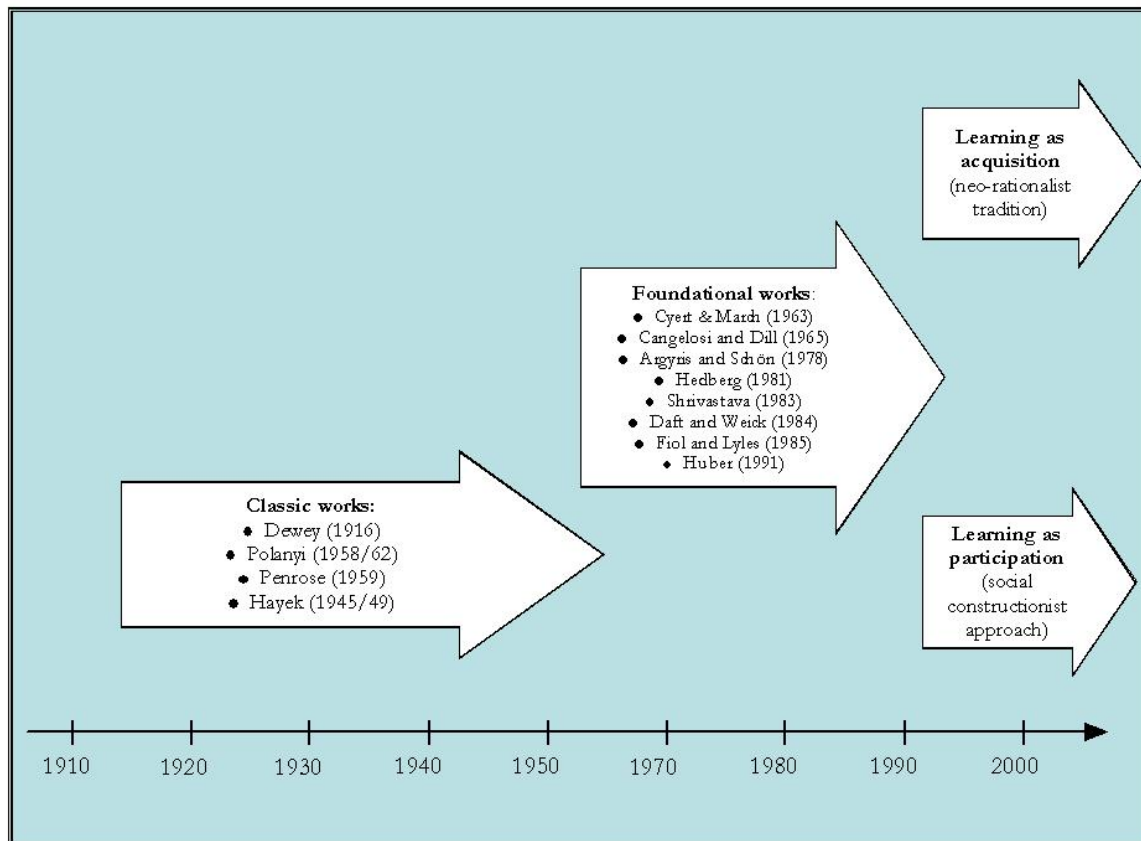 Learning as
acquisition
(neo-rationalist
tradition)
Foundational works:
● Cyert & March (1963)
● Cangelosi and Dill (1965)
● Argyris and Schön (1978)
● Hedberg (1981)
● Shrivastava (1983)
● Daft and Weick (1984)
● Fiol and Lyles (1985)
● Huber (1991)
Classic works:
● Dewey (1916)
● Polanyi (1958/62)
● Penrose (1959)
● Hayek (1945/49)
Learning as
participation
(social
constructionist
approach)
1910 1920 1930 1940 1950 1970 1980 1990 2000